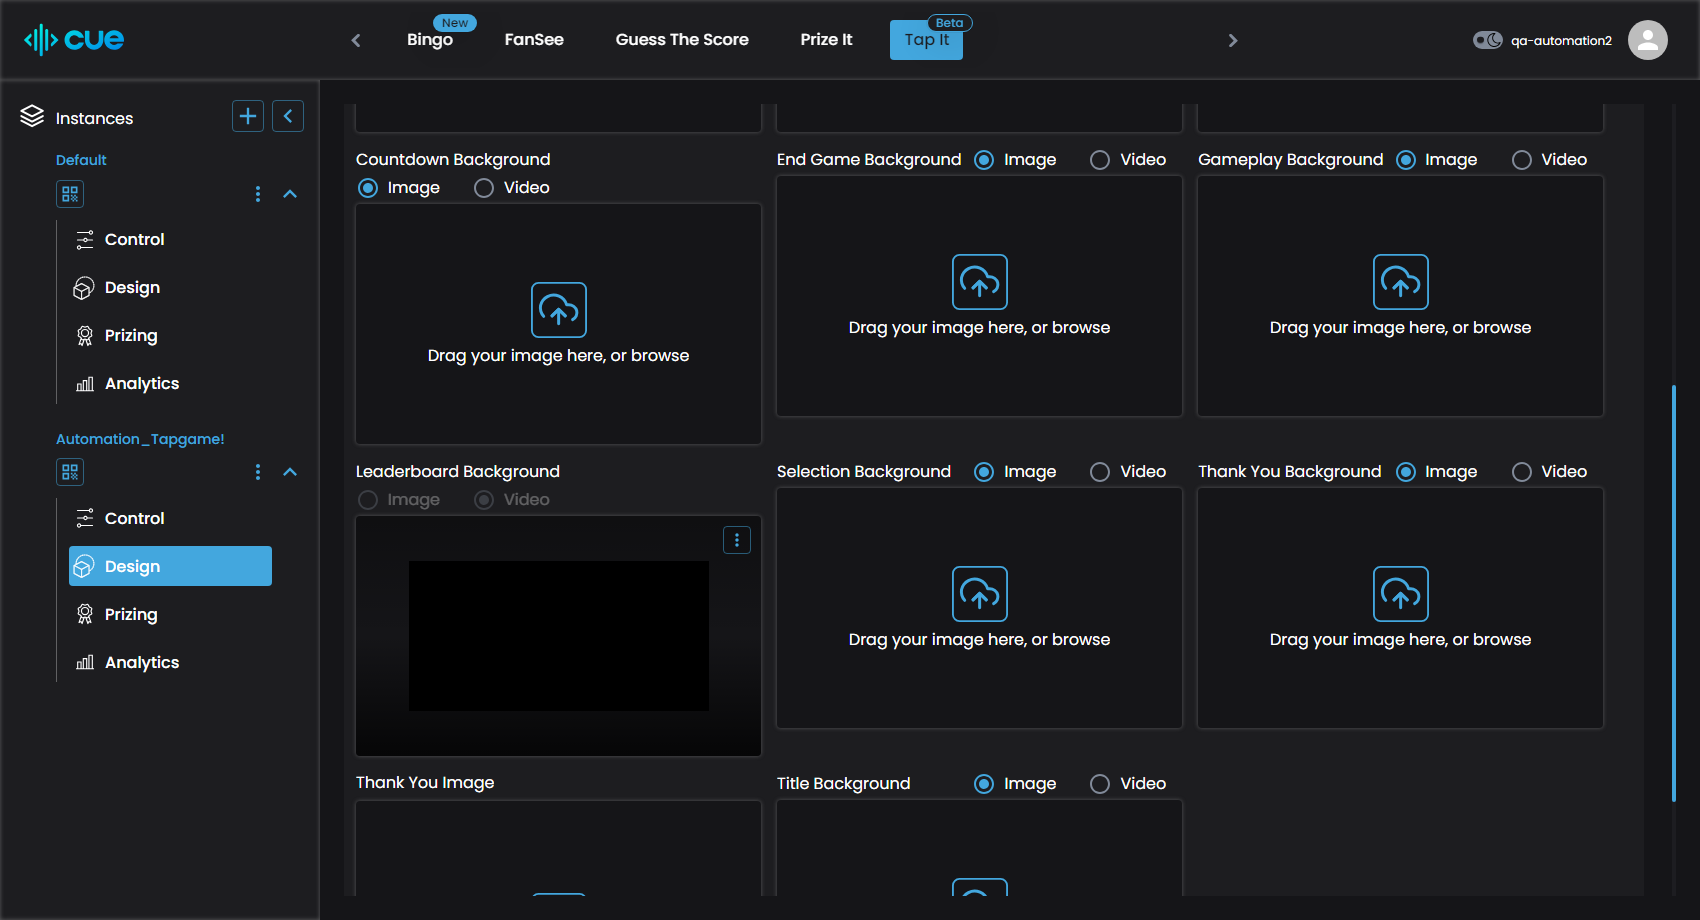 cue
Bingo
New
FanSee
Guess The Score
Prize It
Tap It
Beta
qa-automation2
Instances
Default
Control
Design
Prizing
Analytics
Automation_Tapgame!
Control
Design
Prizing
Analytics
Countdown Background
Image Video
Drag your image here, or browse
End Game Background Image Video
Drag your image here, or browse
Gameplay Background Image Video
Drag your image here, or browse
Leaderboard Background
Image Video
Selection Background Image Video
Drag your image here, or browse
Thank You Background Image Video
Drag your image here, or browse
Thank You Image
Title Background Image Video